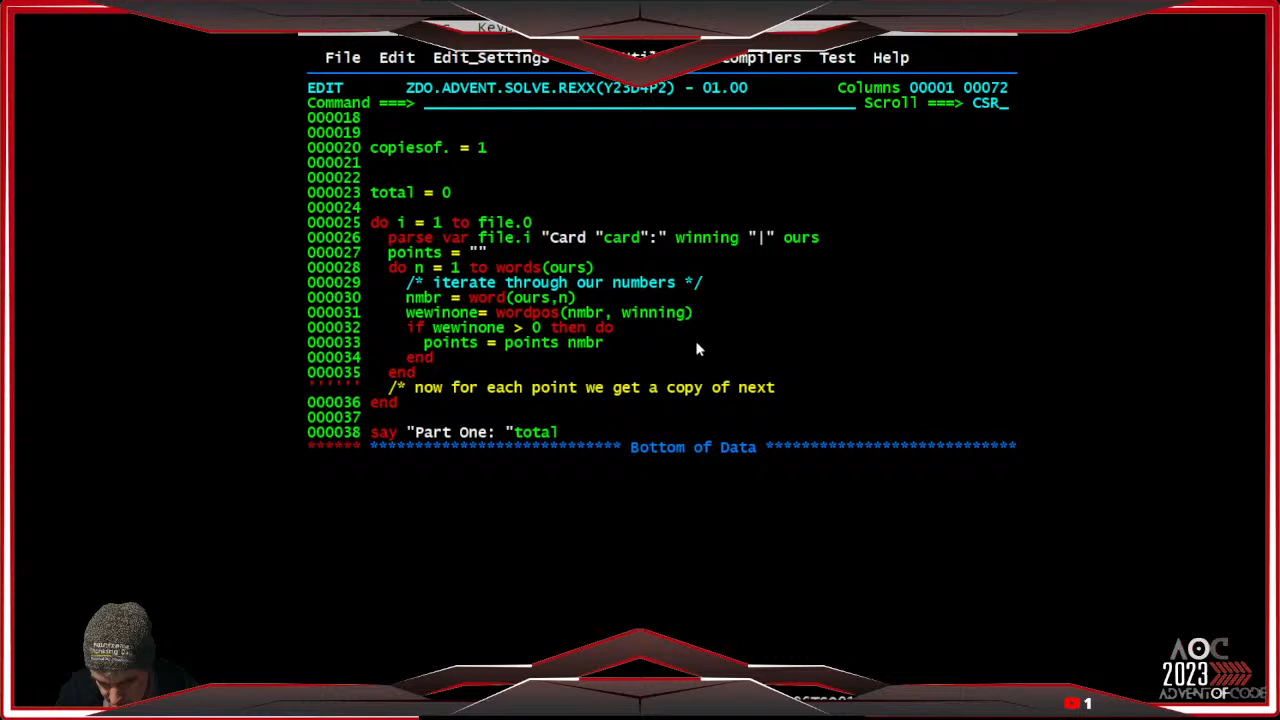 File Edit Edit_Settings Compilers Test Help
EDIT ZDO.ADVENT.SOLVE.REXX(Y23D4P2) - 01.00 Columns 00001 00072
Command ===> Scroll ===> CSR_
000018
000019
000020 copiesof. = 1
000021
000022
000023 total = 0
000024
000025 do i = 1 to file.0
000026 parse var file.i "Card "card":" winning "|" ours
000027 points = ""
000028 do n = 1 to words(ours)
000029 /* iterate through our numbers */
000030 nmbr = word(ours,n)
000031 wewinone= wordpos(nmbr, winning)
000032 if wewinone > 0 then do
000033 points = points nmbr
000034 end
000035 end
'''''' /* now for each point we get a copy of next
000036 end
000037
000038 say "Part One: "total
****** *************************** Bottom of Data ****************************
AOC
2023
ADVENT OF CODE
1